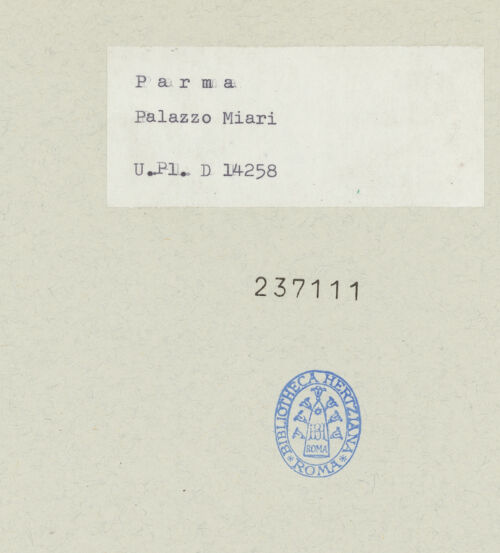 Parma
Palazzo Miari
U.Pl. D 14258
237111
BIBLIOTHECA HERTZIANA
ROMA
* ROMA *